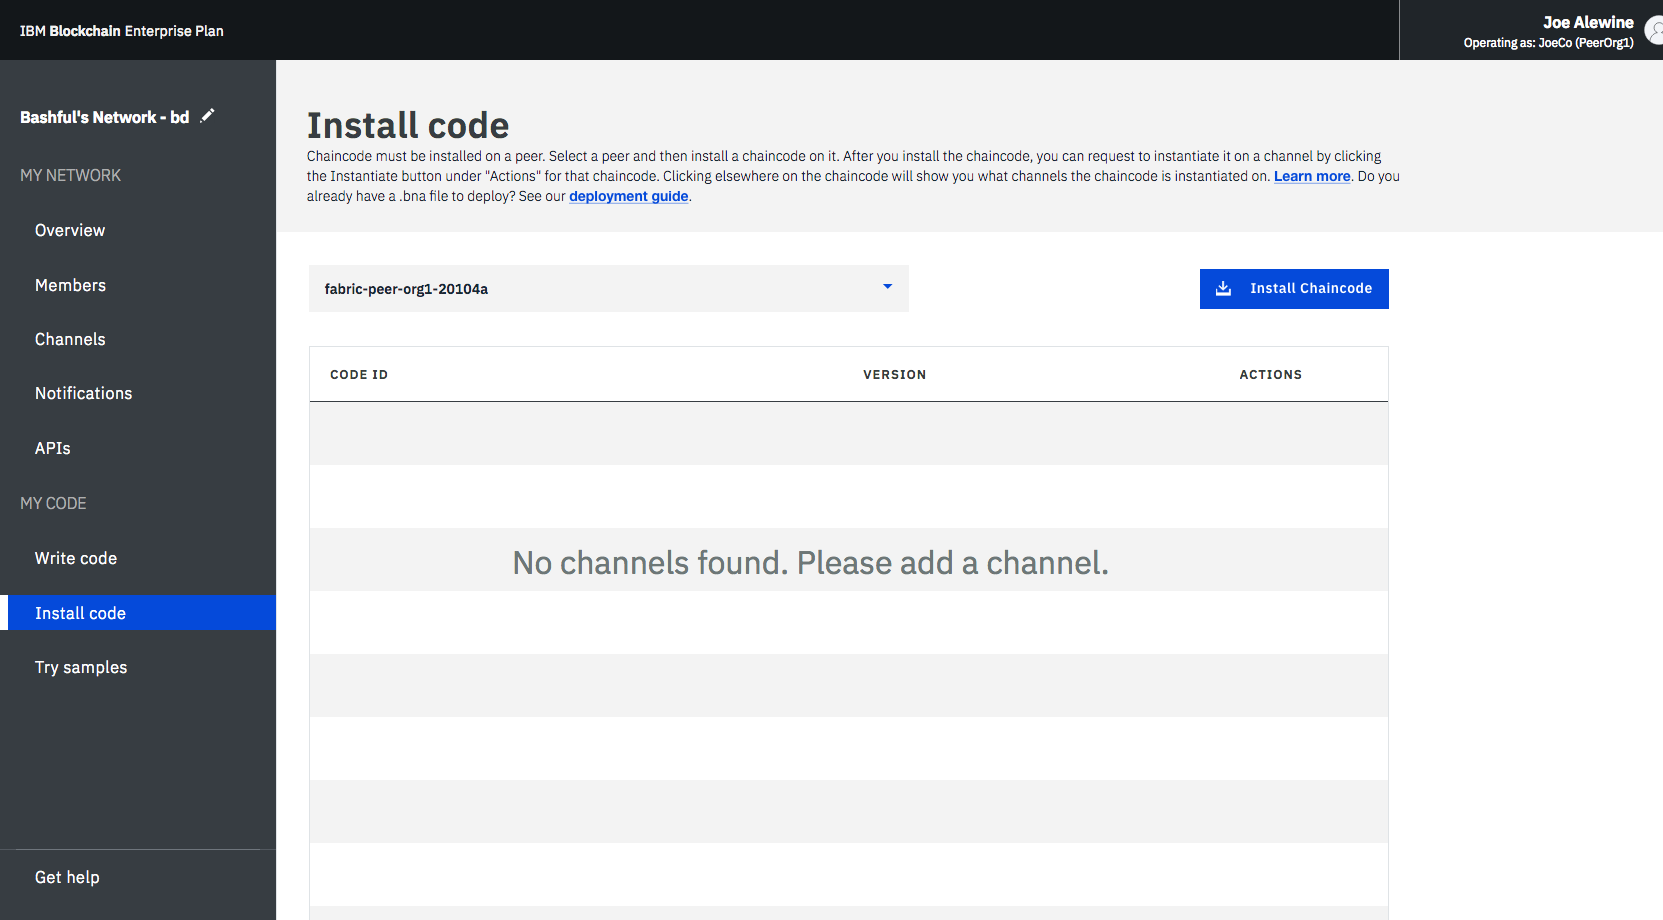 IBM Blockchain Enterprise Plan
Joe Alewine
Operating as: JoeCo (PeerOrg1)
Bashful's Network - bd
MY NETWORK
Overview
Members
Channels
Notifications
APIs
MY CODE
Write code
Install code
Try samples
Get help
Install code
Chaincode must be installed on a peer. Select a peer and then install a chaincode on it. After you install the chaincode, you can request to instantiate it on a channel by clicking
the Instantiate button under "Actions" for that chaincode. Clicking elsewhere on the chaincode will show you what channels the chaincode is instantiated on. Learn more. Do you
already have a .bna file to deploy? See our deployment guide.
fabric-peer-org1-20104a
Install Chaincode
CODE ID
VERSION
ACTIONS
No channels found. Please add a channel.